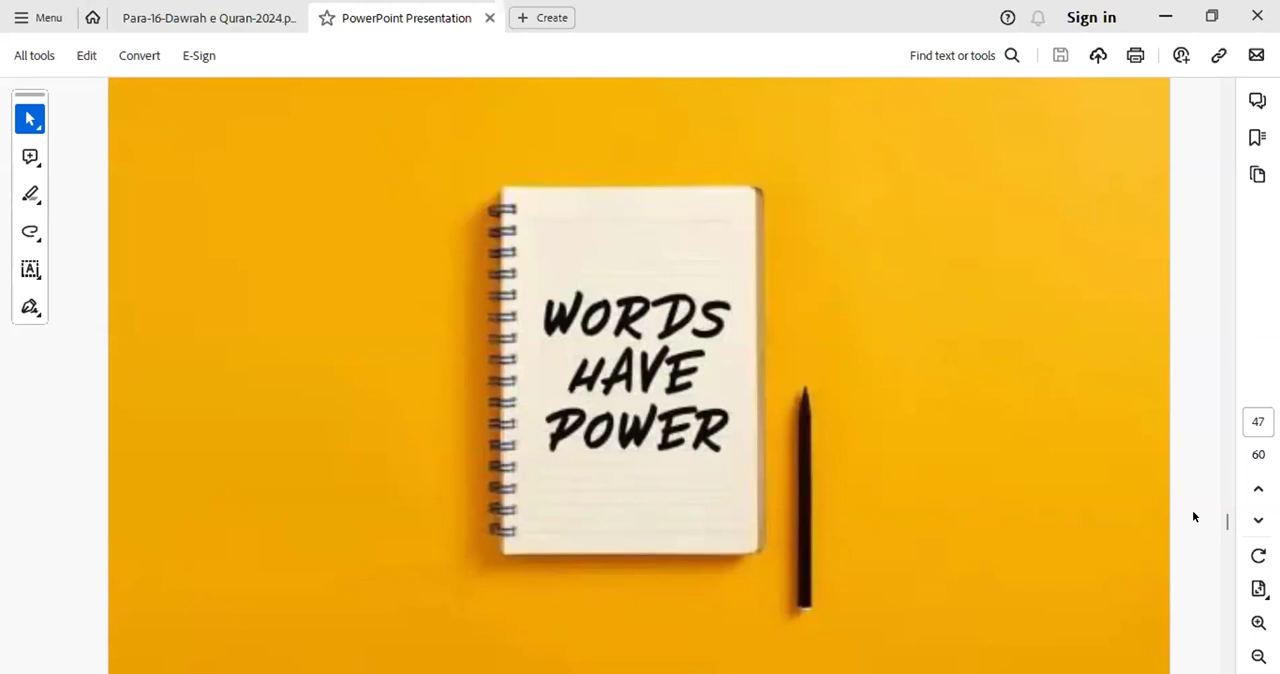 Menu
Para-16-Dawrah e Quran-2024.p...
PowerPoint Presentation
Create
Sign in
All tools
Edit
Convert
E-Sign
Find text or tools
WORDS
HAVE
POWER
47
60